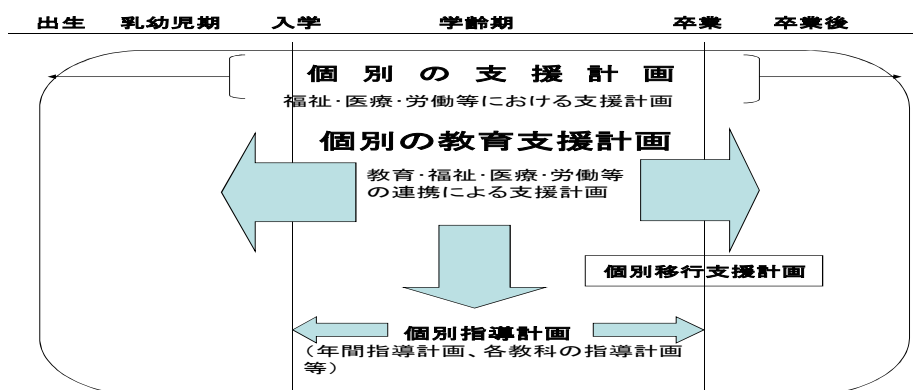 出生 乳幼児期 入学 学齢期 卒業 卒業後
個別の支援計画
福祉・医療・労働等における支援計画
個別の教育支援計画
教育・福祉・医療・労働等
の連携による支援計画
個別移行支援計画
個別指導計画
（年間指導計画、各教科の指導計画
等）